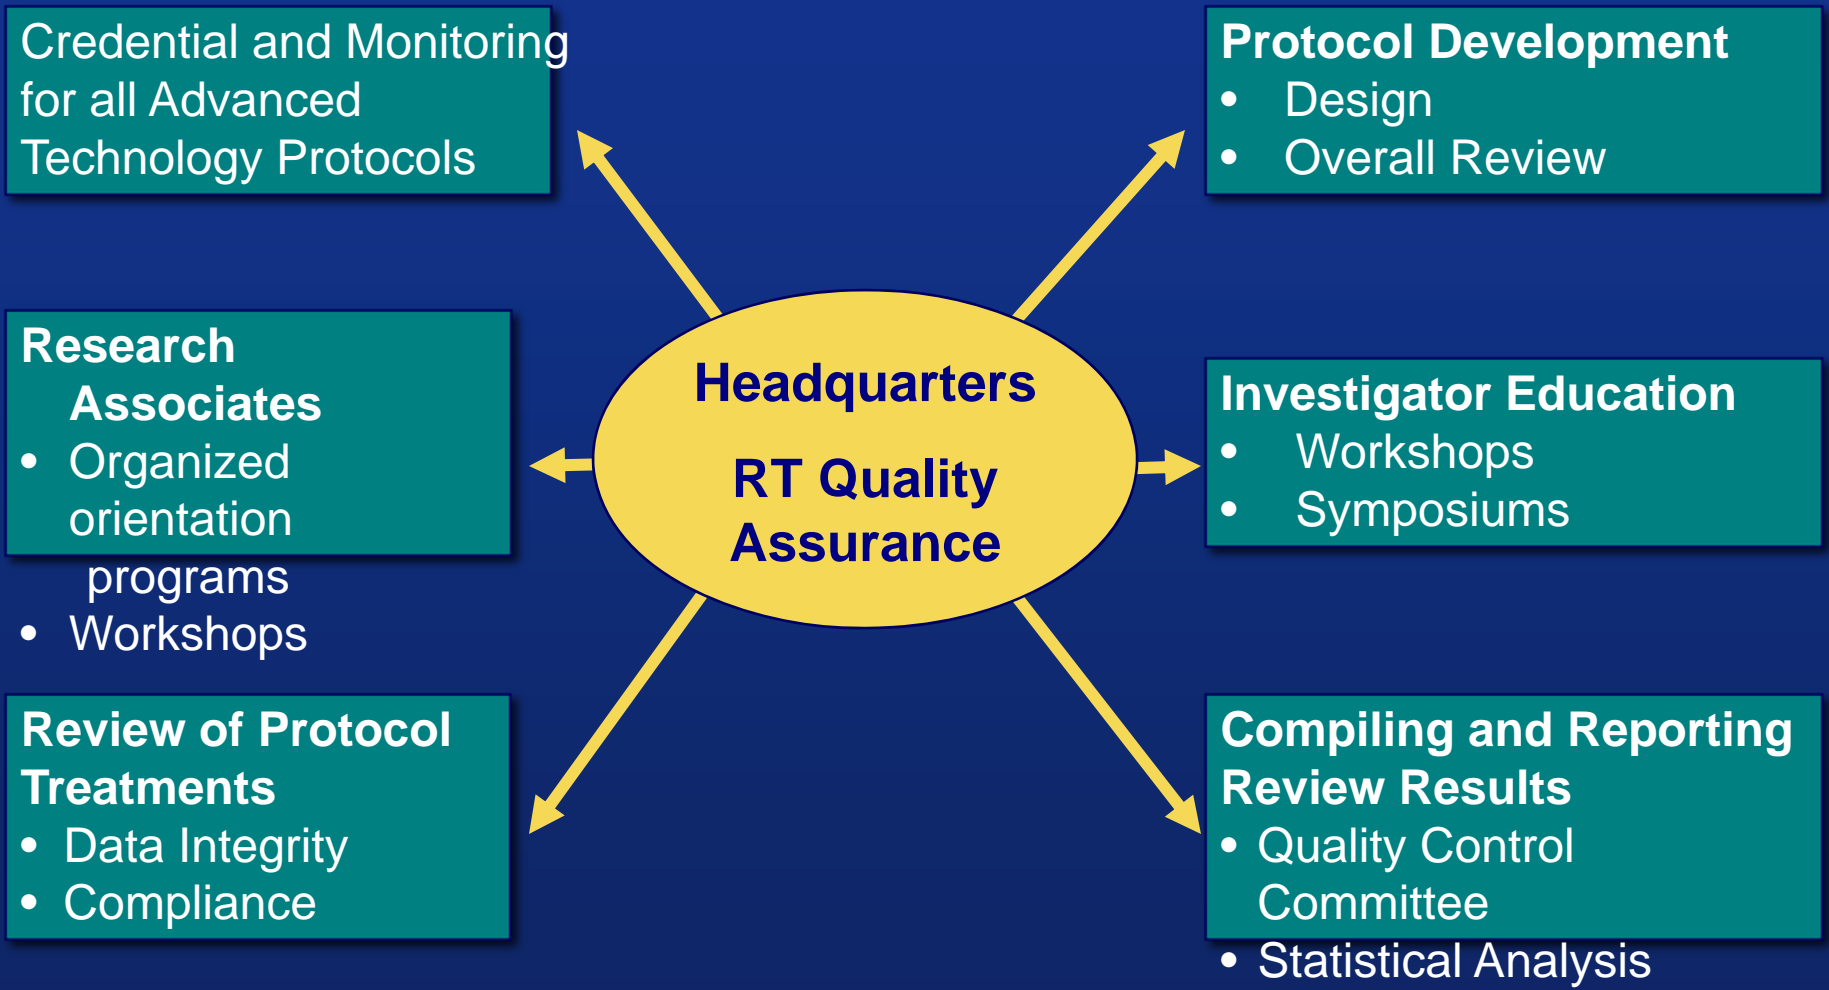 Credential and Monitoring
for all Advanced
Technology Protocols
Protocol Development
• Design
• Overall Review
Research
Associates
• Organized
orientation
programs
• Workshops
Headquarters
RT Quality
Assurance
Investigator Education
• Workshops
• Symposiums
Review of Protocol
Treatments
• Data Integrity
• Compliance
Compiling and Reporting
Review Results
• Quality Control
Committee
• Statistical Analysis